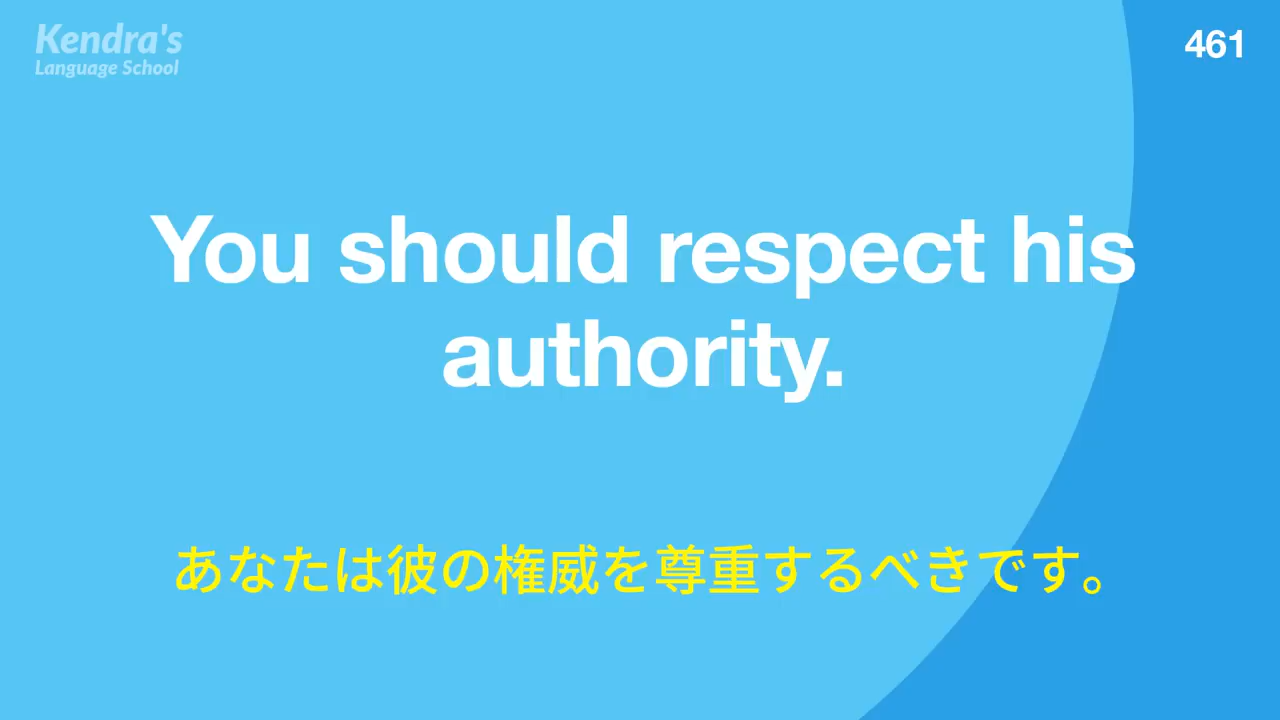 Kendra's
Language School
461
You should respect his
authority.
あなたは彼の権威を尊重するべきです。